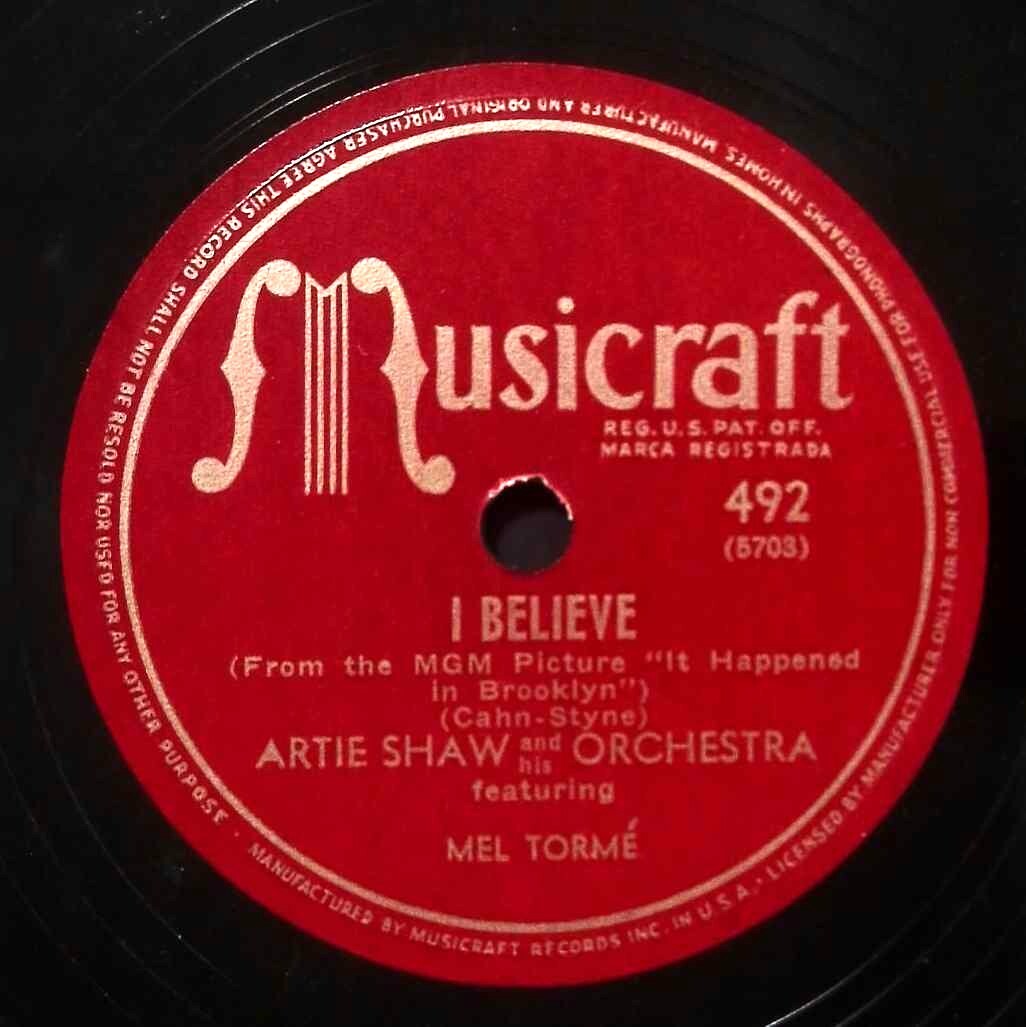 Musicraft
REG. U.S. PAT. OFF.
MARCA REGISTRADA
492
(5703)
I BELIEVE
(From the MGM Picture "It Happened
in Brooklyn")
(Cahn-Styne)
ARTIE SHAW and his ORCHESTRA
featuring
MEL TORMÉ
MANUFACTURED BY MUSICRAFT RECORDS INC. IN U.S.A. · LICENSED BY MANUFACTURER ONLY FOR NON COMMERCIAL USE FOR PHONOGRAPHS IN HOMES. MANUFACTURER AND ORIGINAL PURCHASER AGREE THIS RECORD SHALL NOT BE RESOLD NOR USED FOR ANY OTHER PURPOSE ·